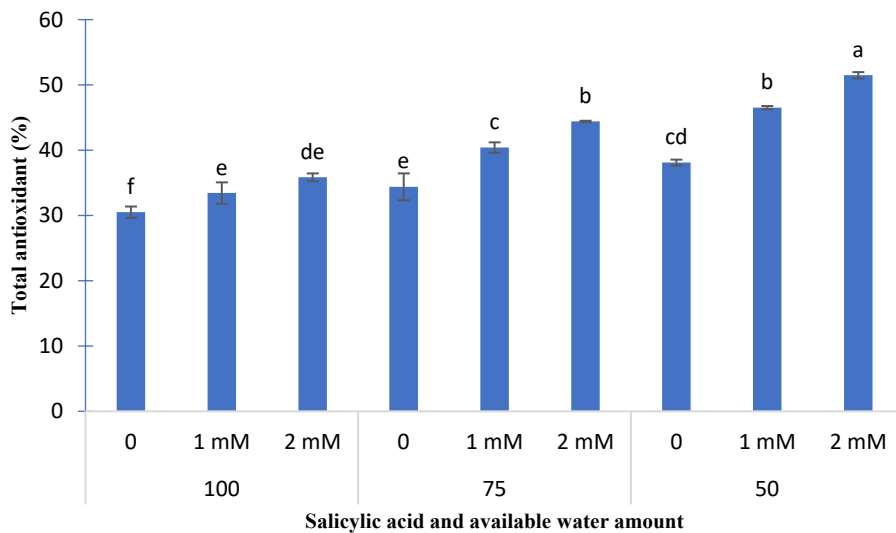 60
50
40
30
20
10
0
Total antioxidant (%)
f
e
de
e
c
b
cd
b
a
0 1 mM 2 mM 0 1 mM 2 mM 0 1 mM 2 mM
100 75 50
Salicylic acid and available water amount